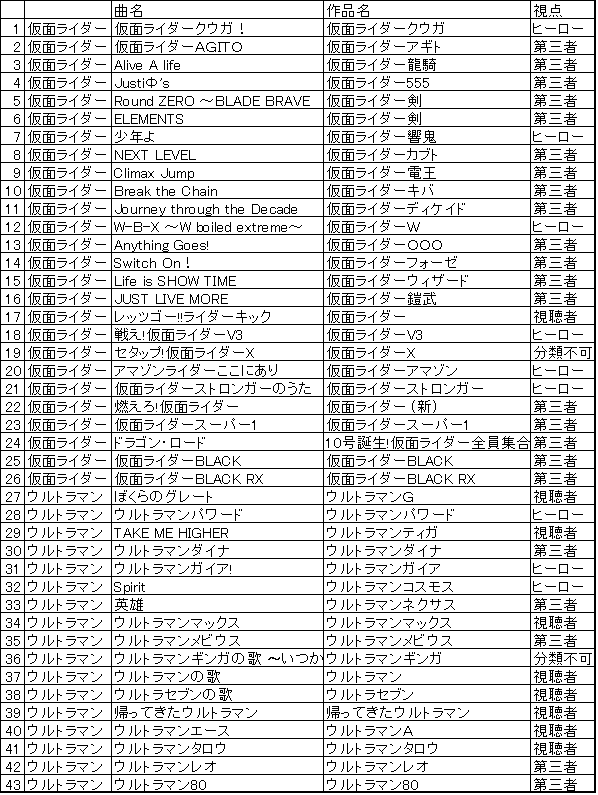 曲名 作品名 視点
1 仮面ライダー 仮面ライダークウガ！ 仮面ライダークウガ ヒーロー
2 仮面ライダー 仮面ライダーAGITO 仮面ライダーアギト 第三者
3 仮面ライダー Alive A life 仮面ライダー龍騎 第三者
4 仮面ライダー JustiΦ's 仮面ライダー555 第三者
5 仮面ライダー Round ZERO ～BLADE BRAVE 仮面ライダー剣 第三者
6 仮面ライダー ELEMENTS 仮面ライダー剣 第三者
7 仮面ライダー 少年よ 仮面ライダー響鬼 ヒーロー
8 仮面ライダー NEXT LEVEL 仮面ライダーカブト 第三者
9 仮面ライダー Climax Jump 仮面ライダー電王 第三者
10 仮面ライダー Break the Chain 仮面ライダーキバ 第三者
11 仮面ライダー Journey through the Decade 仮面ライダーディケイド 第三者
12 仮面ライダー W-B-X ～W boiled extreme～ 仮面ライダーW ヒーロー
13 仮面ライダー Anything Goes! 仮面ライダーOOO 第三者
14 仮面ライダー Switch On！ 仮面ライダーフォーゼ 第三者
15 仮面ライダー Life is SHOW TIME 仮面ライダーウィザード 第三者
16 仮面ライダー JUST LIVE MORE 仮面ライダー鎧武 第三者
17 仮面ライダー レッツゴー!!ライダーキック 仮面ライダー 視聴者
18 仮面ライダー 戦え!仮面ライダーV3 仮面ライダーV3 ヒーロー
19 仮面ライダー セタップ!仮面ライダーX 仮面ライダーX 分類不可
20 仮面ライダー アマゾンライダーここにあり 仮面ライダーアマゾン ヒーロー
21 仮面ライダー 仮面ライダーストロンガーのうた 仮面ライダーストロンガー ヒーロー
22 仮面ライダー 燃えろ!仮面ライダー 仮面ライダー（新） 第三者
23 仮面ライダー 仮面ライダースーパー1 仮面ライダースーパー1 第三者
24 仮面ライダー ドラゴン・ロード 10号誕生!仮面ライダー全員集合 第三者
25 仮面ライダー 仮面ライダーBLACK 仮面ライダーBLACK 第三者
26 仮面ライダー 仮面ライダーBLACK RX 仮面ライダーBLACK RX 第三者
27 ウルトラマン ぼくらのグレート ウルトラマンG 視聴者
28 ウルトラマン ウルトラマンパワード ウルトラマンパワード ヒーロー
29 ウルトラマン TAKE ME HIGHER ウルトラマンティガ 視聴者
30 ウルトラマン ウルトラマンダイナ ウルトラマンダイナ 第三者
31 ウルトラマン ウルトラマンガイア! ウルトラマンガイア ヒーロー
32 ウルトラマン Spirit ウルトラマンコスモス ヒーロー
33 ウルトラマン 英雄 ウルトラマンネクサス 第三者
34 ウルトラマン ウルトラマンマックス ウルトラマンマックス 視聴者
35 ウルトラマン ウルトラマンメビウス ウルトラマンメビウス 第三者
36 ウルトラマン ウルトラマンギンガの歌 ～いつか ウルトラマンギンガ 分類不可
37 ウルトラマン ウルトラマンの歌 ウルトラマン 視聴者
38 ウルトラマン ウルトラセブンの歌 ウルトラセブン 視聴者
39 ウルトラマン 帰ってきたウルトラマン 帰ってきたウルトラマン 視聴者
40 ウルトラマン ウルトラマンエース ウルトラマンA 視聴者
41 ウルトラマン ウルトラマンタロウ ウルトラマンタロウ 視聴者
42 ウルトラマン ウルトラマンレオ ウルトラマンレオ 第三者
43 ウルトラマン ウルトラマン80 ウルトラマン80 第三者